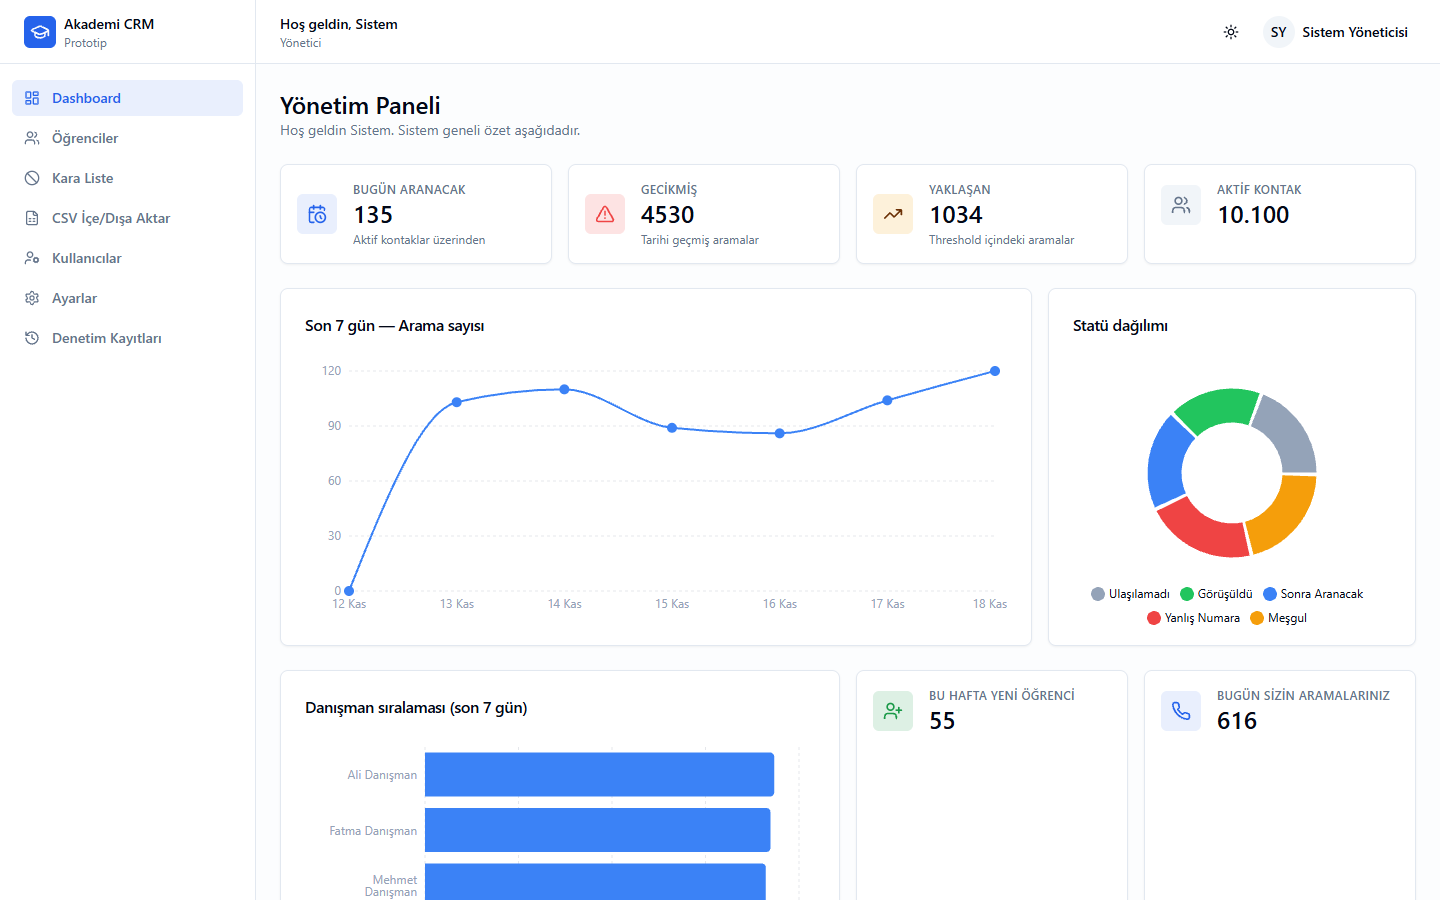 Akademi CRM
Prototip
Hoş geldin, Sistem
Yönetici
SY
Sistem Yöneticisi
Dashboard
Öğrenciler
Kara Liste
CSV İçe/Dışa Aktar
Kullanıcılar
Ayarlar
Denetim Kayıtları
Yönetim Paneli
Hoş geldin Sistem. Sistem geneli özet aşağıdadır.
BUGÜN ARANACAK
135
Aktif kontaklar üzerinden
GECİKMİŞ
4530
Tarihi geçmiş aramalar
YAKLAŞAN
1034
Threshold içindeki aramalar
AKTİF KONTAK
10.100
Son 7 gün — Arama sayısı
120
90
60
30
0
12 Kas
13 Kas
14 Kas
15 Kas
16 Kas
17 Kas
18 Kas
Statü dağılımı
Ulaşılamadı
Görüşüldü
Sonra Aranacak
Yanlış Numara
Meşgul
Danışman sıralaması (son 7 gün)
Ali Danışman
Fatma Danışman
Mehmet
Danışman
BU HAFTA YENİ ÖĞRENCİ
55
BUGÜN SİZİN ARAMALARINIZ
616